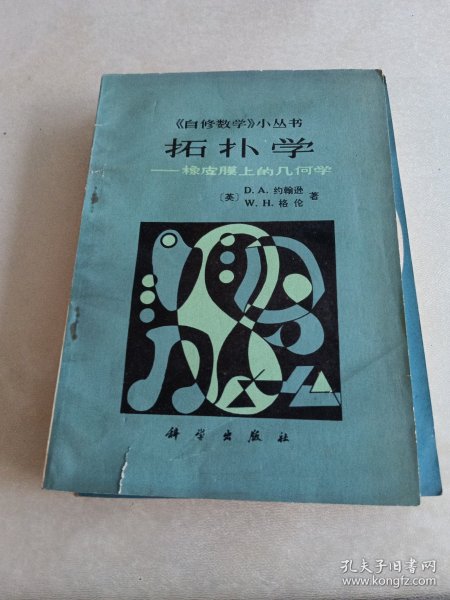 《自修数学》小丛书
拓扑学
——橡皮膜上的几何学
〔英〕 D. A. 约翰逊 著
W. H. 格伦
科学出版社
孔夫子旧书网
www.kongfz.com